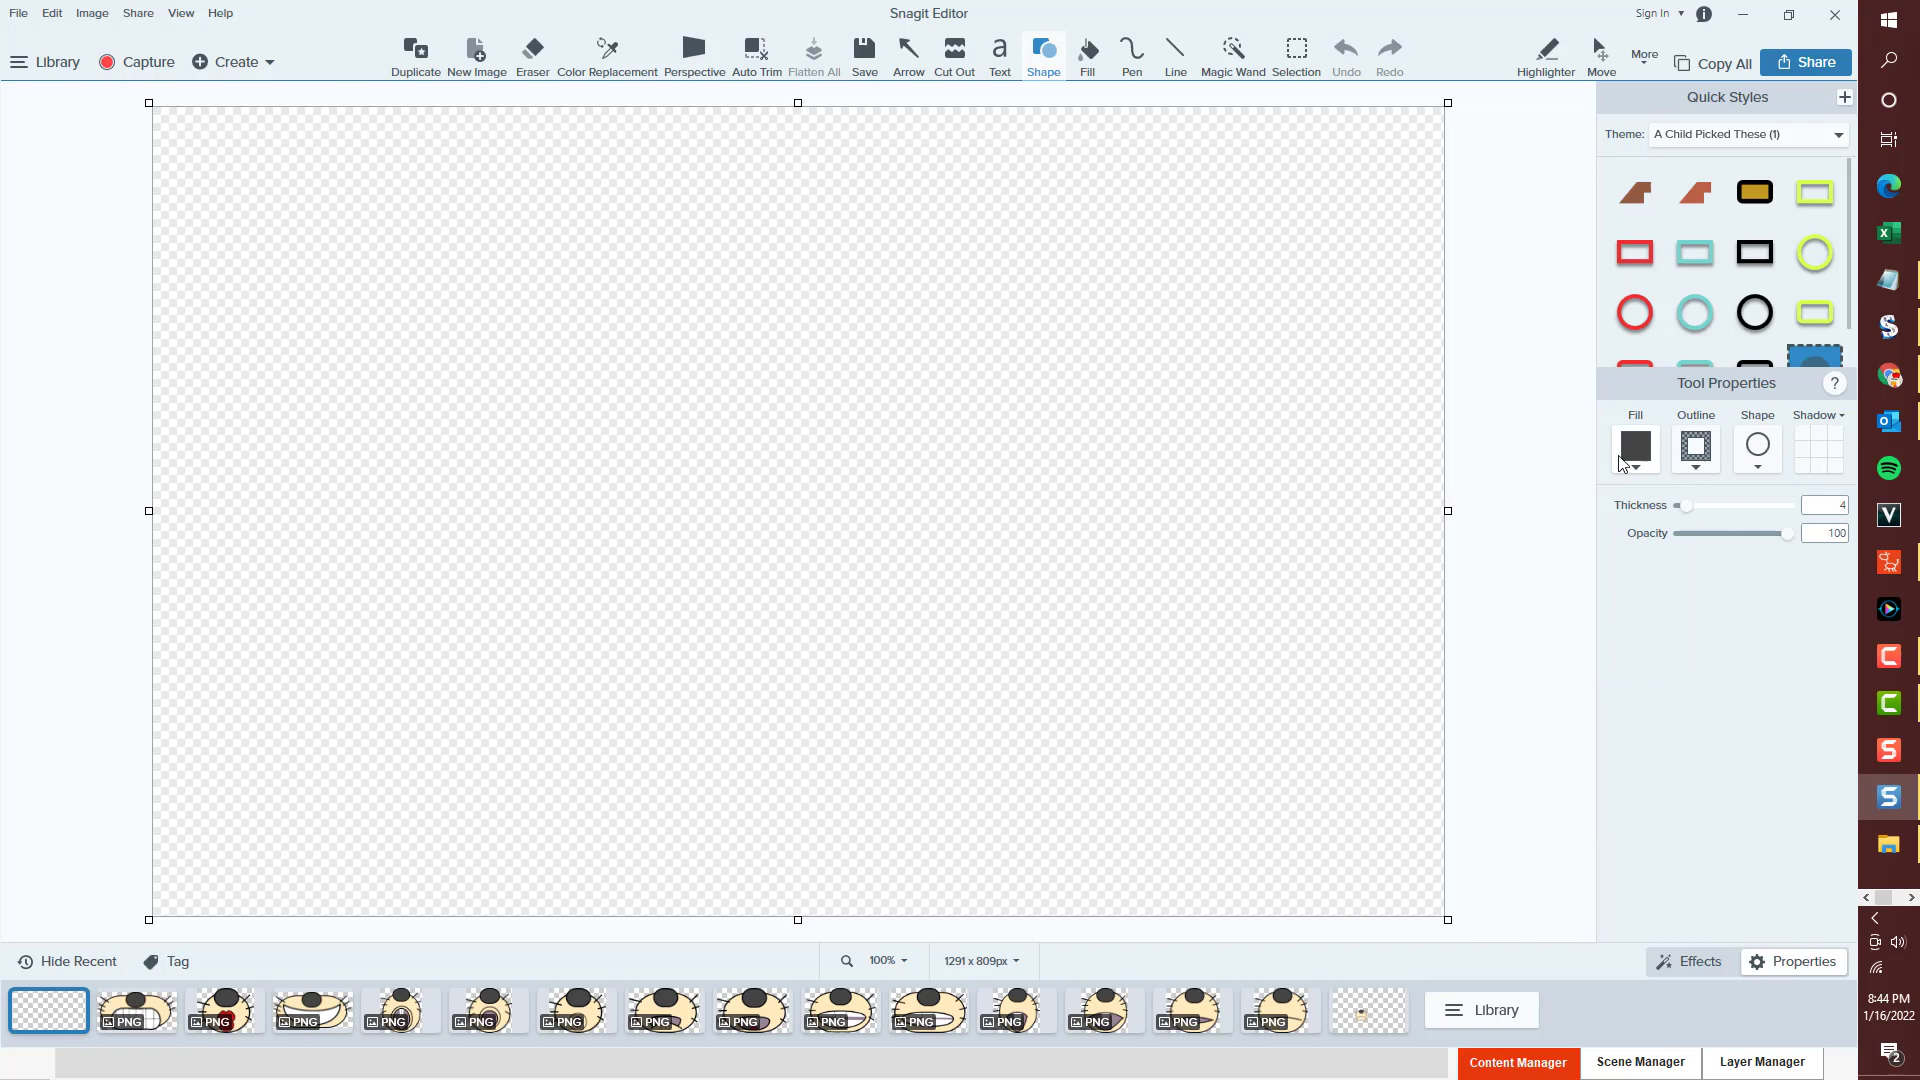 File Edit Image Share View Help
Snagit Editor
Sign In
Library
Capture
Create
Duplicate
New Image
Eraser
Color Replacement
Perspective
Auto Trim
Flatten All
Save
Arrow
Cut Out
Text
Shape
Fill
Pen
Line
Magic Wand
Selection
Undo
Redo
Highlighter
Move
More
Copy All
Share
Quick Styles
Theme: A Child Picked These (1)
Tool Properties ?
Fill Outline Shape Shadow
Thickness 4
Opacity 100
Hide Recent
Tag
100%
1291 x 809px
Effects
Properties
PNG PNG PNG PNG PNG PNG PNG PNG PNG PNG PNG PNG PNG PNG
Library
8:44 PM
1/16/2022
2
Content Manager
Scene Manager
Layer Manager